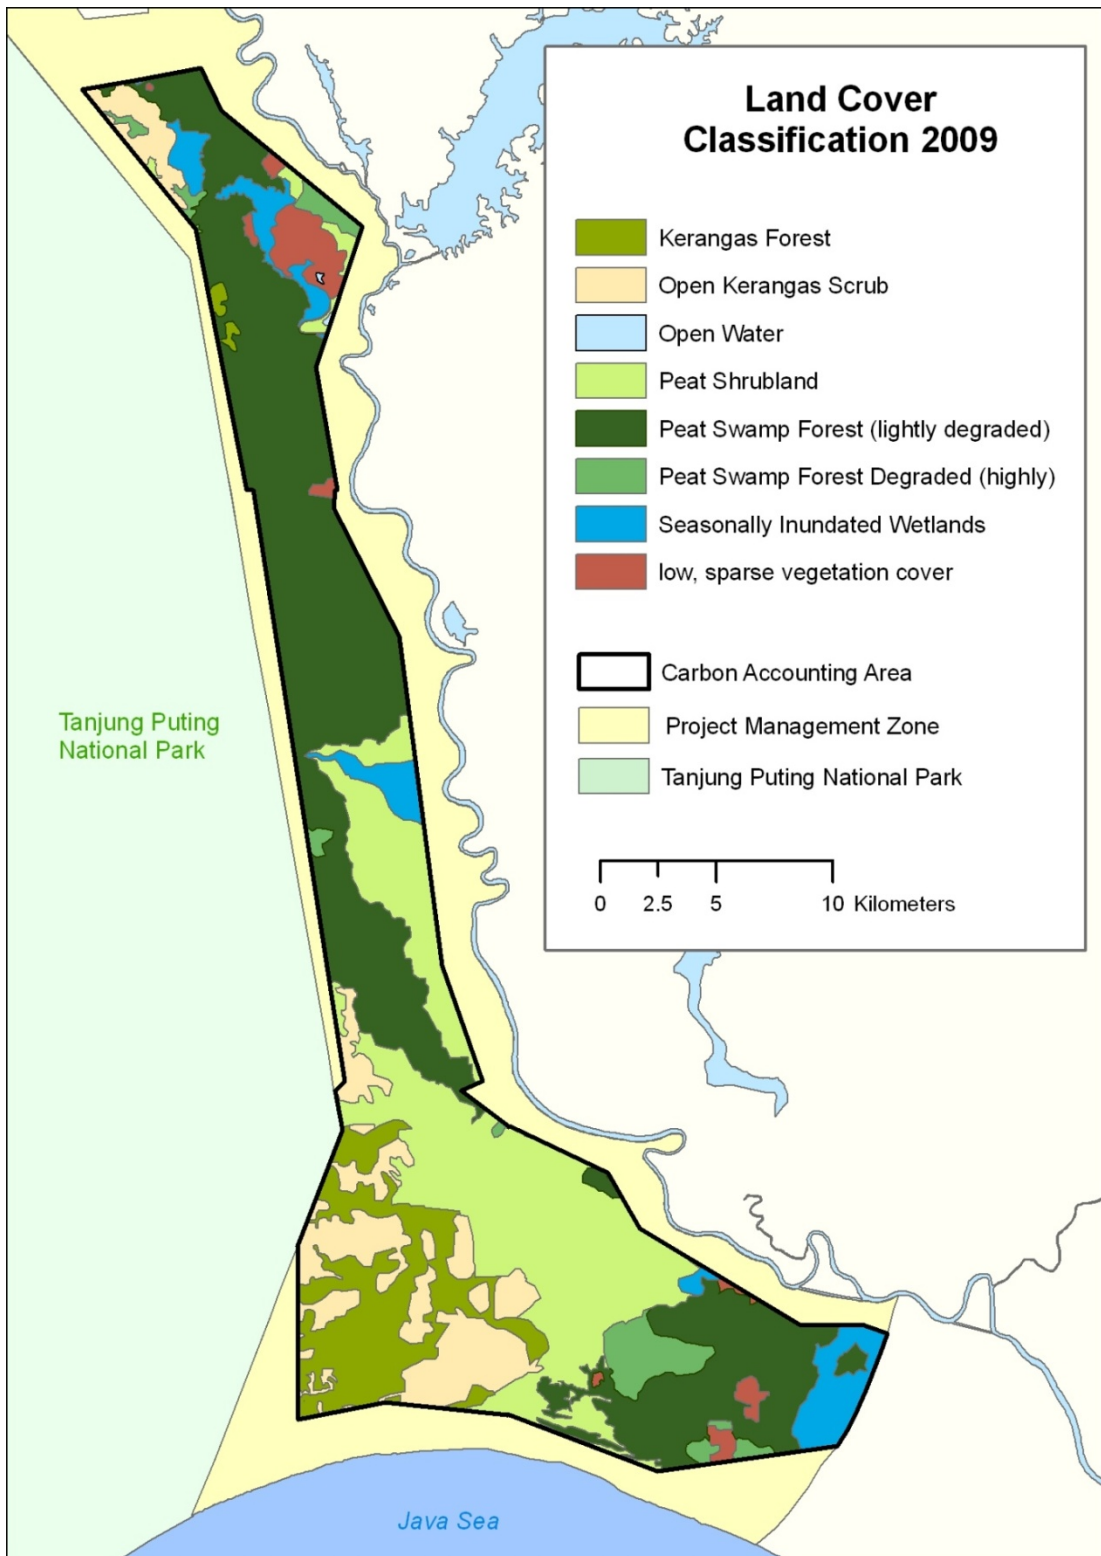 Land Cover
Classification 2009
Kerangas Forest
Open Kerangas Scrub
Open Water
Peat Shrubland
Peat Swamp Forest (lightly degraded)
Peat Swamp Forest Degraded (highly)
Seasonally Inundated Wetlands
low, sparse vegetation cover
Carbon Accounting Area
Project Management Zone
Tanjung Puting National Park
0 2.5 5 10 Kilometers
Tanjung Puting
National Park
Java Sea